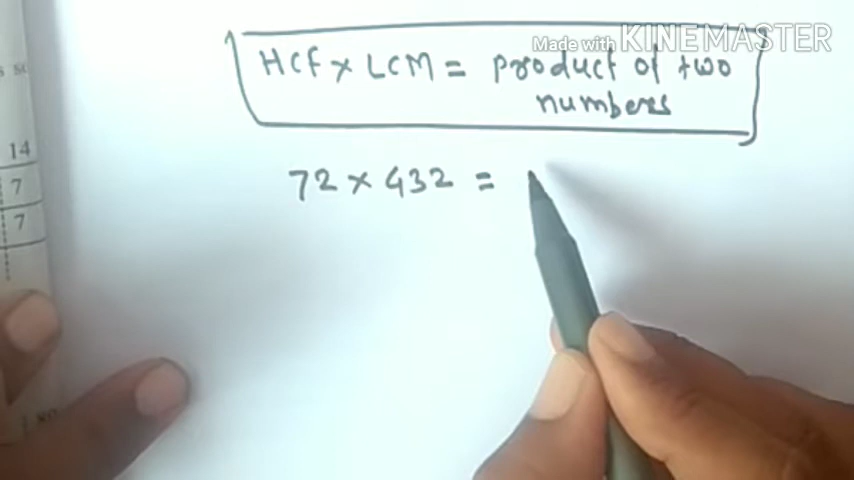 Made with KINEMASTER
HCF × LCM = product of two
numbers
72 × 432 =
14
7
7